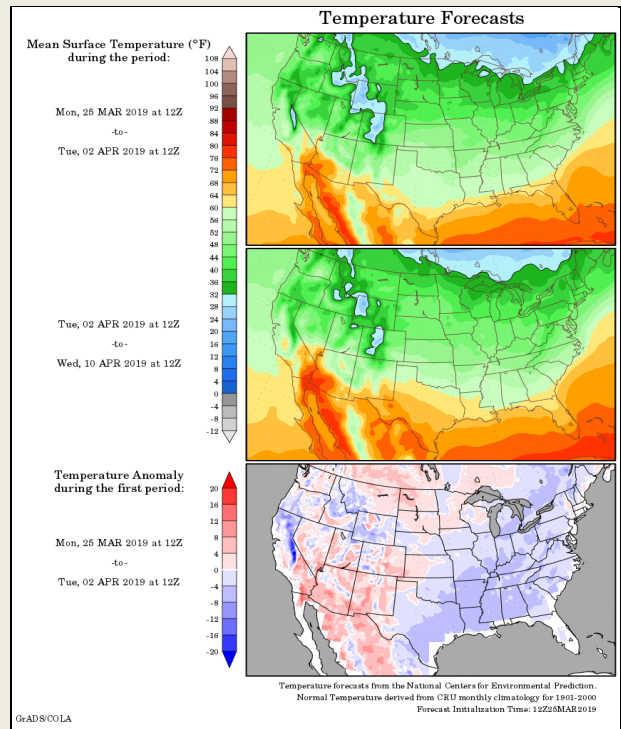 Temperature Forecasts
Mean Surface Temperature (°F)
during the period:
Mon, 25 MAR 2019 at 12Z
-to-
Tue, 02 APR 2019 at 12Z
108
104
100
96
92
88
84
80
76
72
68
64
60
56
52
48
44
40
36
32
28
24
20
16
12
8
4
0
-4
-8
-12
Tue, 02 APR 2019 at 12Z
-to-
Wed, 10 APR 2019 at 12Z
Temperature Anomaly
during the first period:
Mon, 25 MAR 2019 at 12Z
-to-
Tue, 02 APR 2019 at 12Z
20
16
12
8
4
0
-4
-8
-12
-16
-20
Temperature forecasts from the National Centers for Environmental Prediction.
Normal Temperature derived from CRU monthly climatology for 1901-2000
Forecast Initialization Time: 12Z25MAR2019
GrADS/COLA